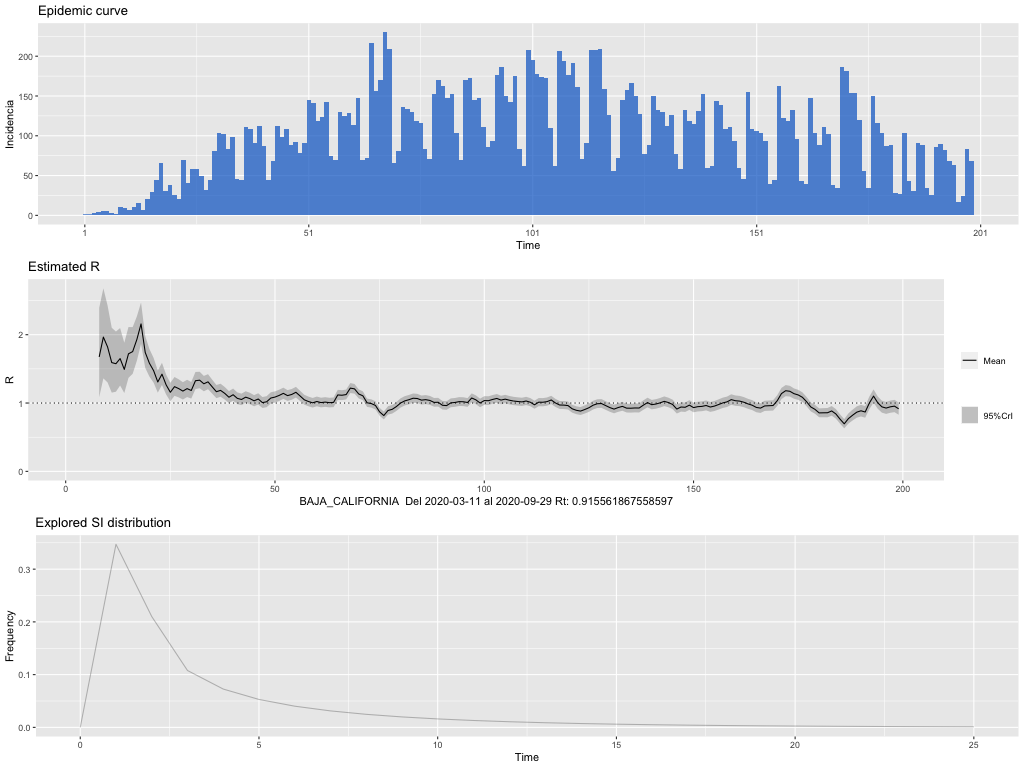 Epidemic curve
200
150
100
50
0
Incidencia
1 51 101 151 201
Time
Estimated R
2
1
0
R
0 50 100 150 200
BAJA_CALIFORNIA Del 2020-03-11 al 2020-09-29 Rt: 0.915561867558597
Mean
95%CrI
Explored SI distribution
0.3
0.2
0.1
0.0
Frequency
0 5 10 15 20 25
Time